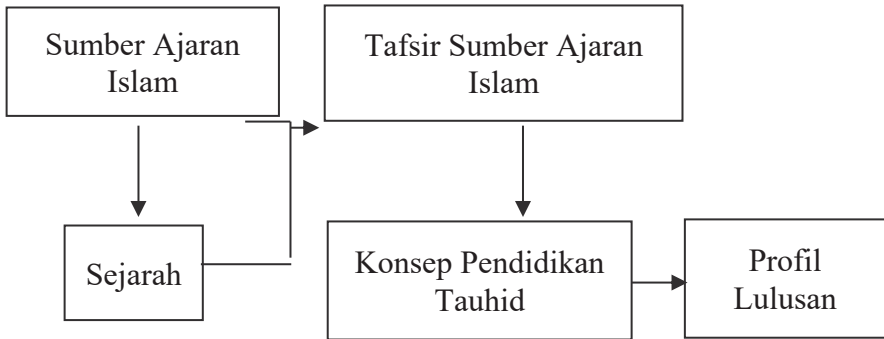 Sumber Ajaran
Islam
Tafsir Sumber Ajaran
Islam
Sejarah
Konsep Pendidikan
Tauhid
Profil
Lulusan